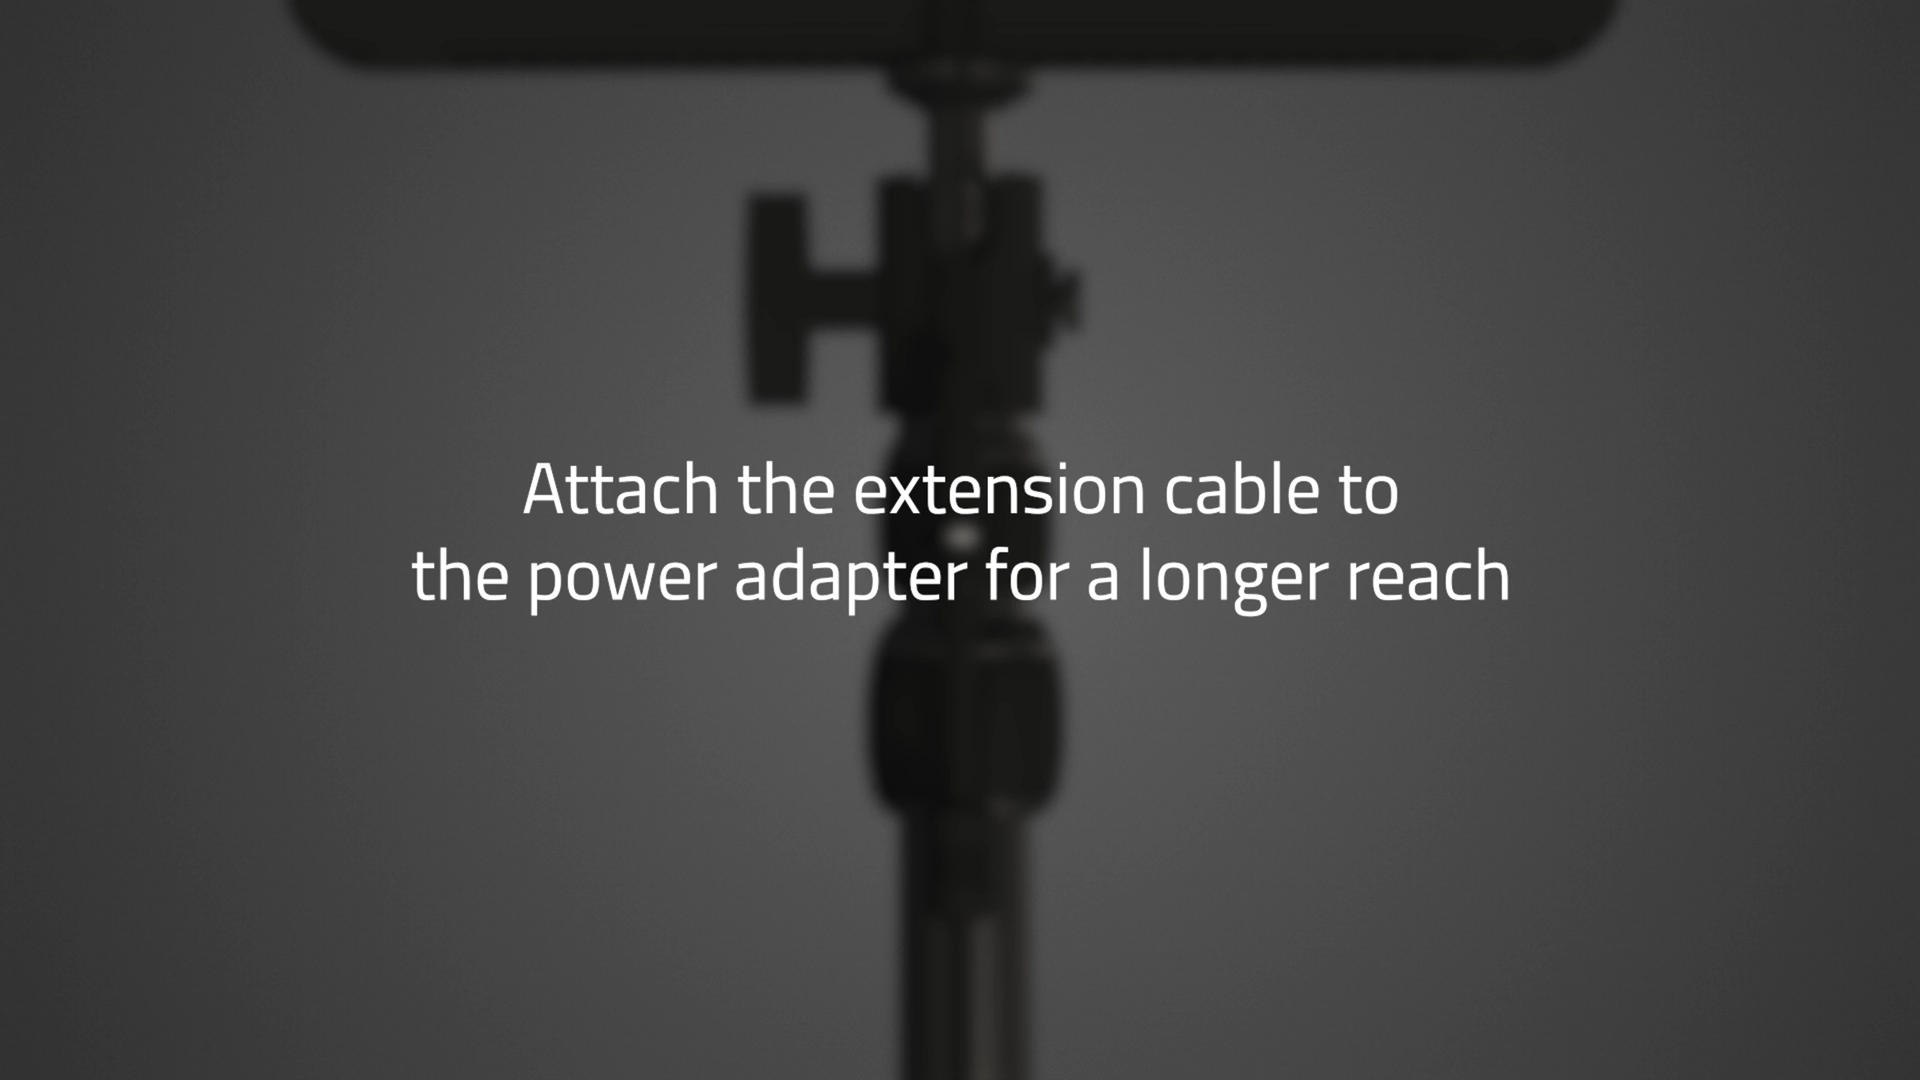 Attach the extension cable to
the power adapter for a longer reach